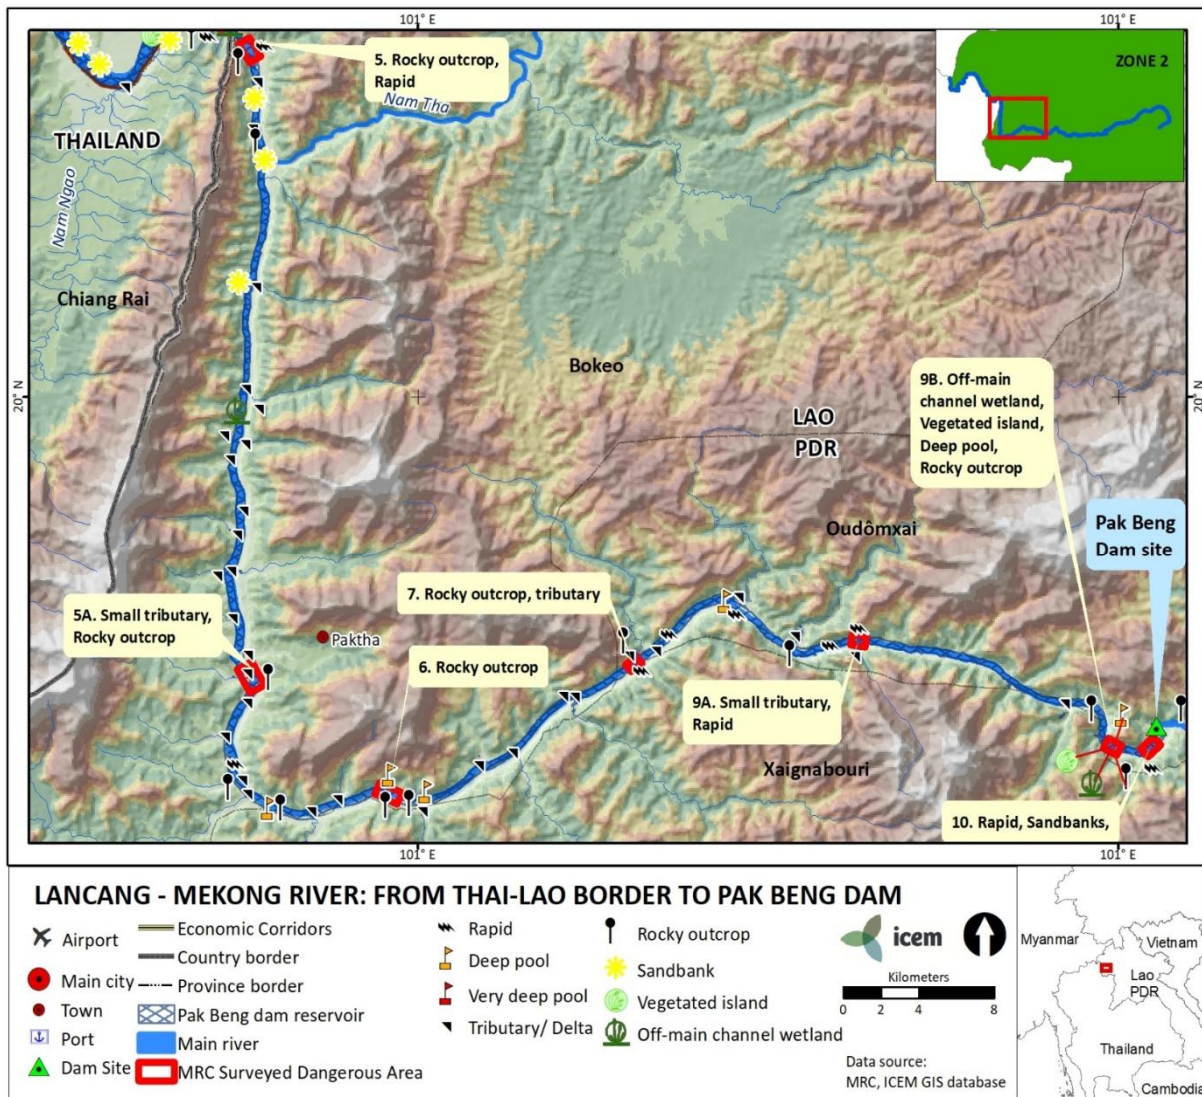 101° E
101° E
5. Rocky outcrop,
Rapid
ZONE 2
Nam Tha
THAILAND
Nam Ngao
Chiang Rai
Bokeo
20° N
20° N
LAO
PDR
9B. Off-main
channel wetland,
Vegetated island,
Deep pool,
Rocky outcrop
Pak Beng
Dam site
Oudômxai
5A. Small tributary,
Rocky outcrop
7. Rocky outcrop, tributary
Paktha
6. Rocky outcrop
9A. Small tributary,
Rapid
Xaignabouri
10. Rapid, Sandbanks,
101° E
101° E
LANCANG - MEKONG RIVER: FROM THAI-LAO BORDER TO PAK BENG DAM
Airport
Main city
Town
Port
Dam Site
Economic Corridors
Country border
Province border
Pak Beng dam reservoir
Main river
MRC Surveyed Dangerous Area
Rapid
Deep pool
Very deep pool
Tributary/ Delta
Rocky outcrop
Sandbank
Vegetated island
Off-main channel wetland
icem
Kilometers
0 2 4 8
Data source:
MRC, ICEM GIS database
Myanmar
Vietnam
Lao
PDR
Thailand
Cambodia